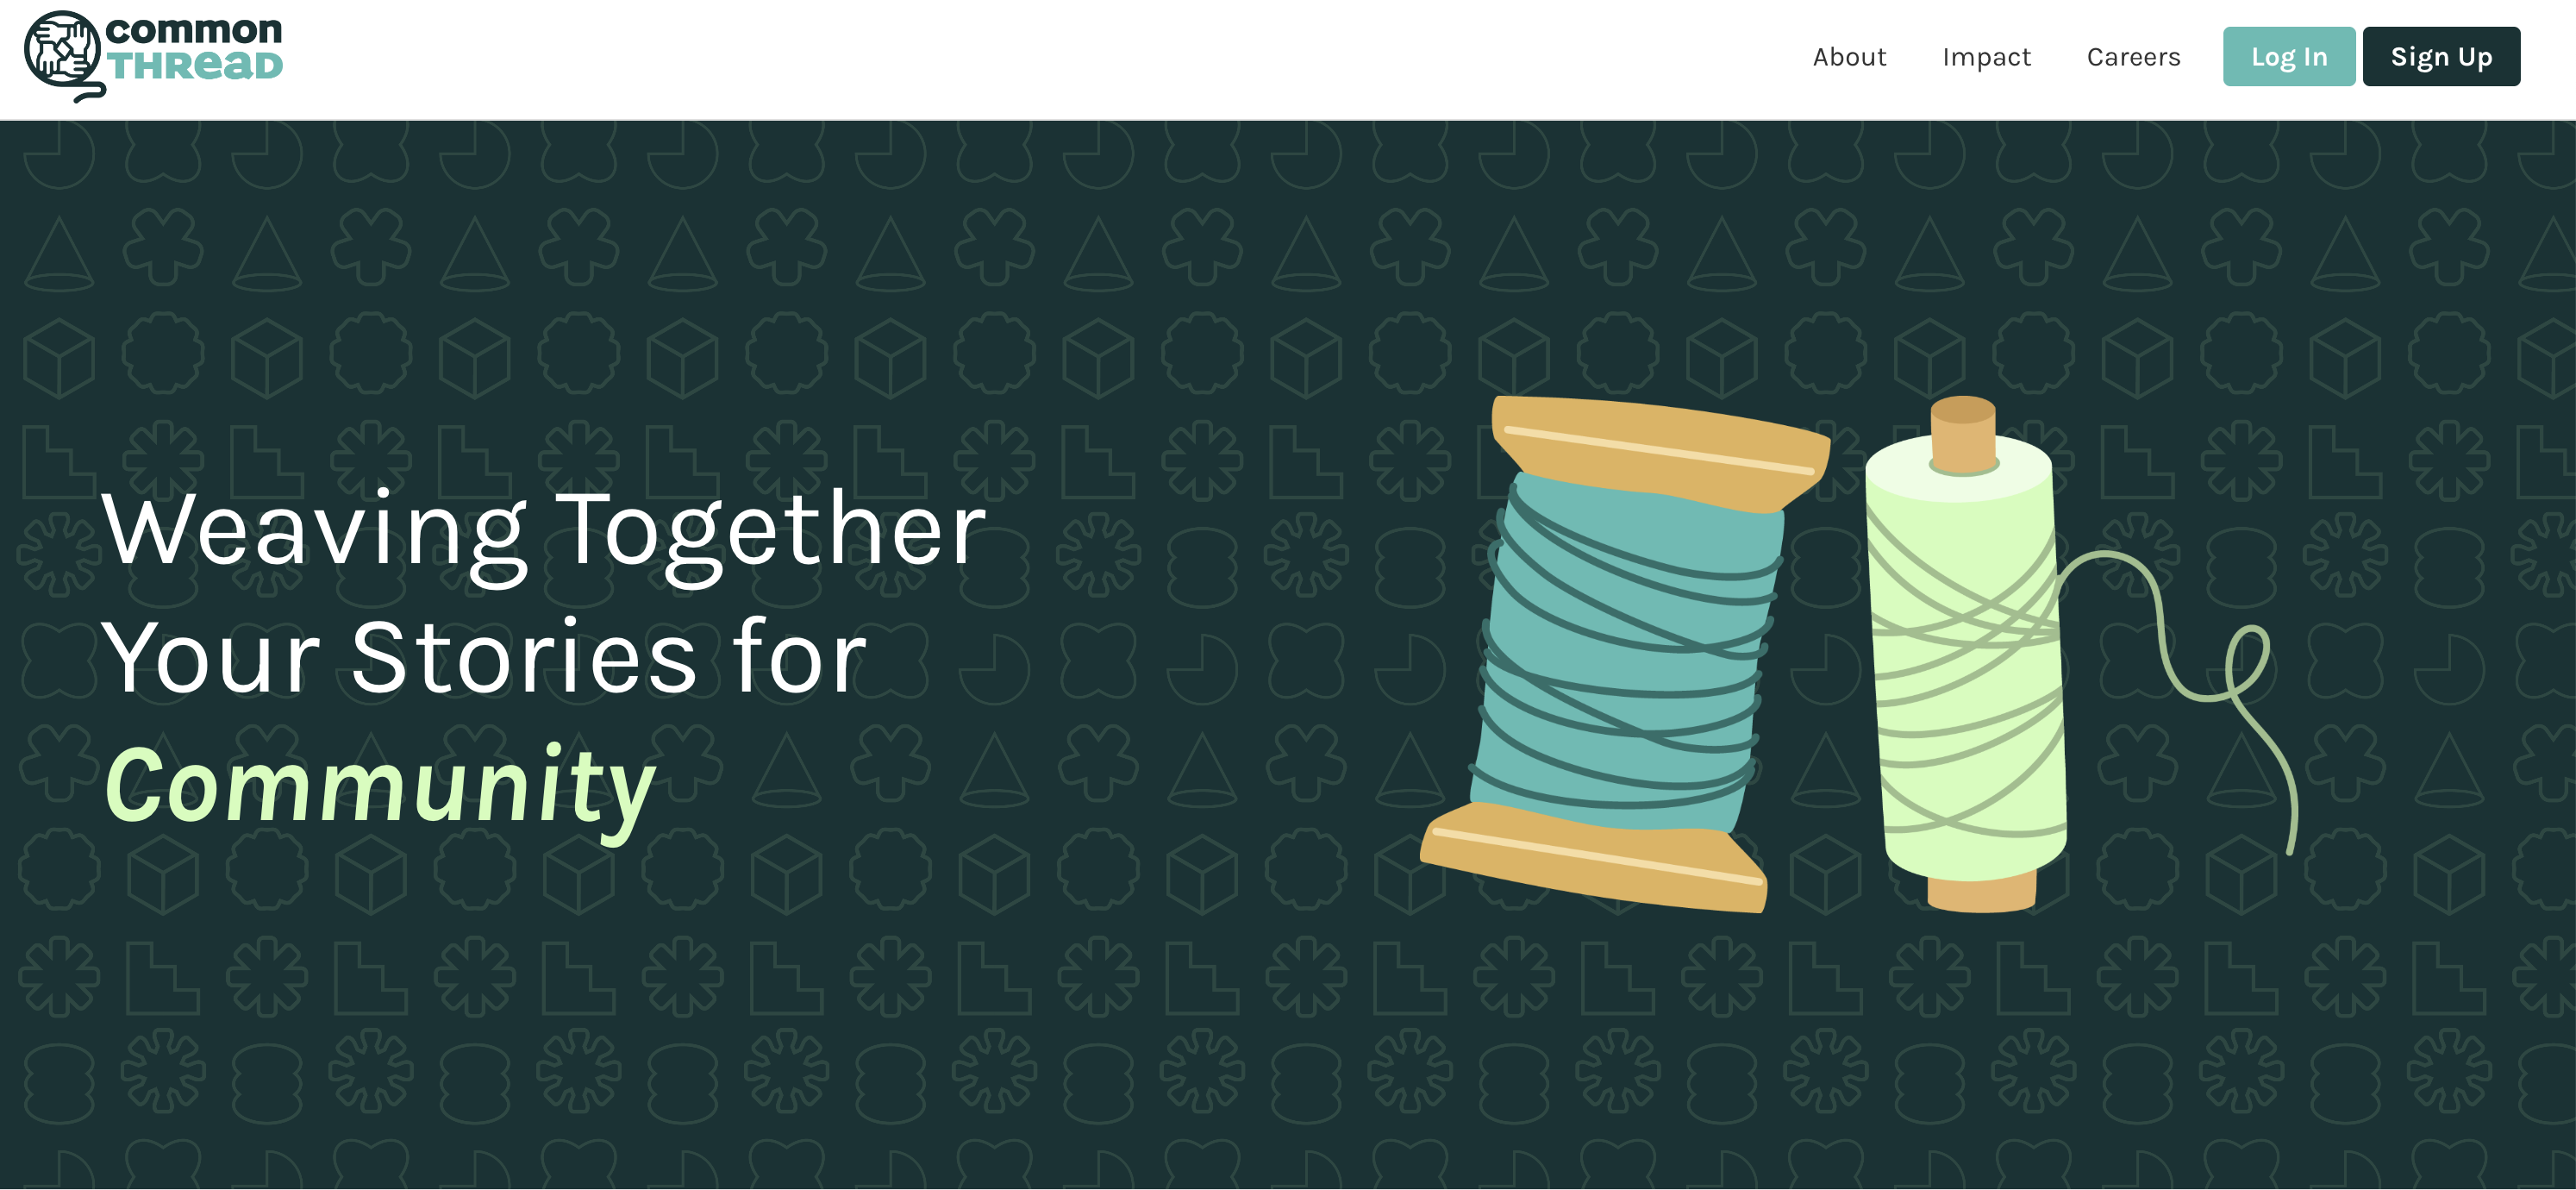 common
THReaD
About
Impact
Careers
Log In
Sign Up
Weaving Together
Your Stories for
Community